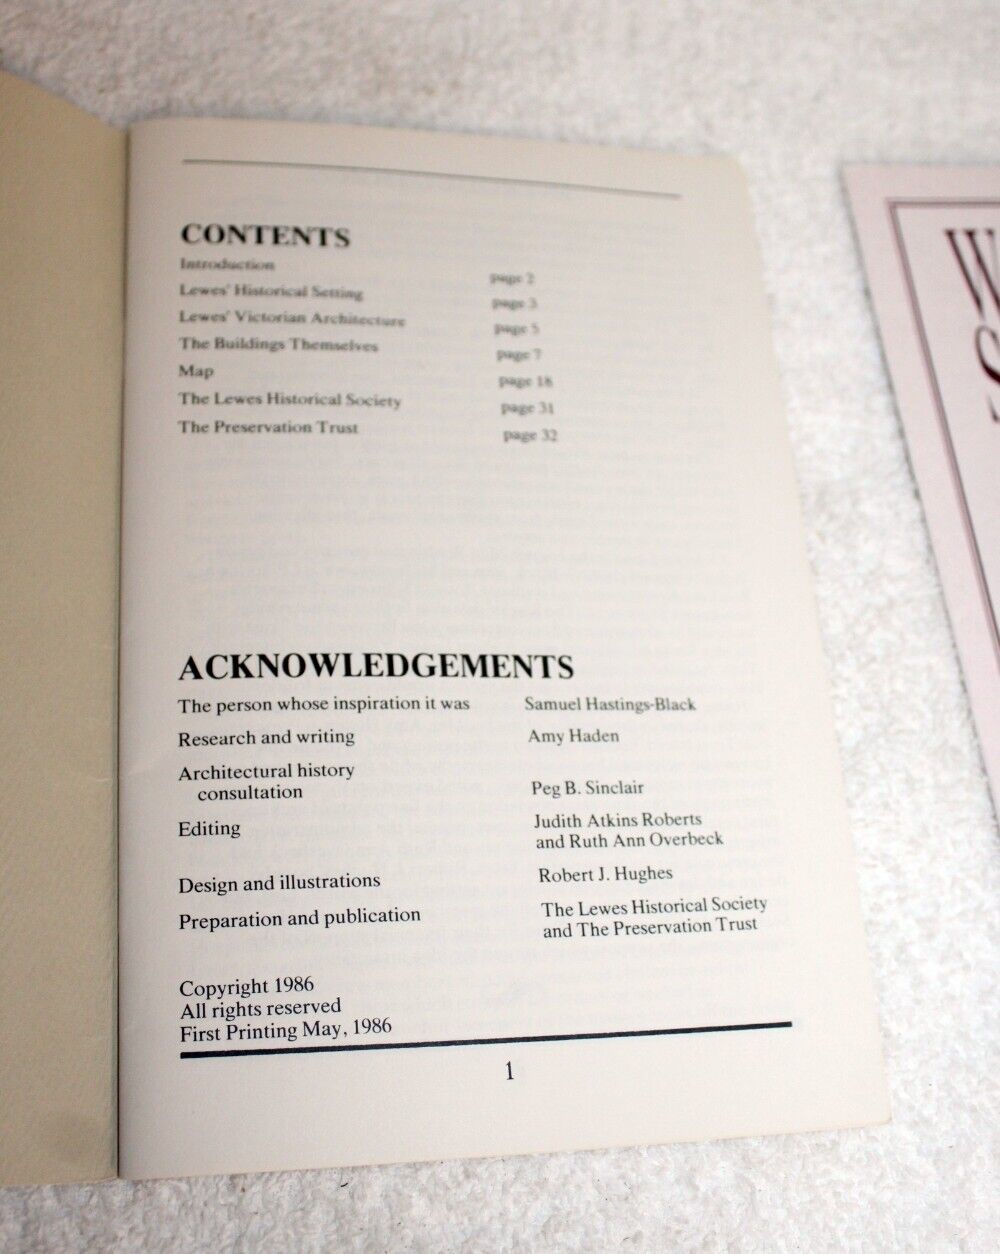 CONTENTS
Introduction page 2
Lewes' Historical Setting page 3
Lewes' Victorian Architecture page 5
The Buildings Themselves page 7
Map page 18
The Lewes Historical Society page 31
The Preservation Trust page 32
ACKNOWLEDGEMENTS
The person whose inspiration it was Samuel Hastings-Black
Research and writing Amy Haden
Architectural history
consultation Peg B. Sinclair
Editing Judith Atkins Roberts
and Ruth Ann Overbeck
Design and illustrations Robert J. Hughes
Preparation and publication The Lewes Historical Society
and The Preservation Trust
Copyright 1986
All rights reserved
First Printing May, 1986
1